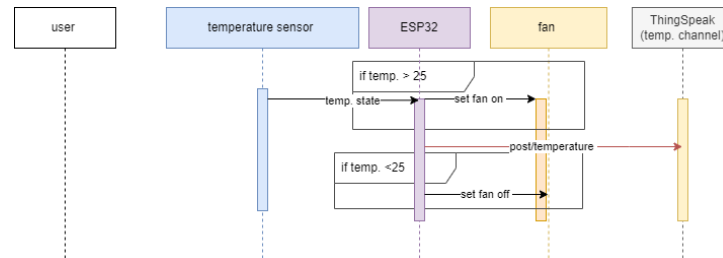 user
temperature sensor
ESP32
fan
ThingSpeak
(temp. channel)
if temp. > 25
temp. state
set fan on
post/temperature
if temp. <25
set fan off